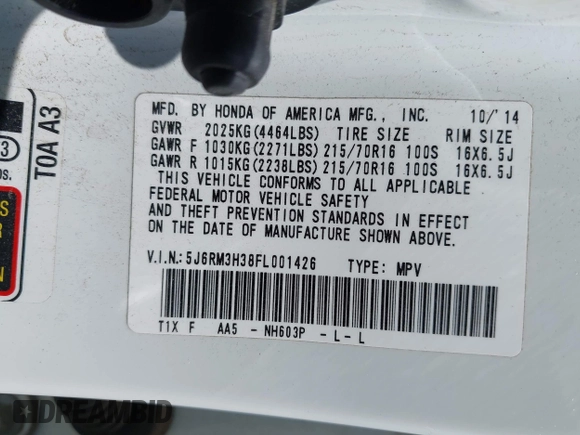 MFD. BY HONDA OF AMERICA MFG., INC. 10/'14
GVWR 2025KG(4464LBS) TIRE SIZE RIM SIZE
GAWR F 1030KG(2271LBS) 215/70R16 100S 16X6.5J
GAWR R 1015KG(2238LBS) 215/70R16 100S 16X6.5J
THIS VEHICLE CONFORMS TO ALL APPLICABLE
FEDERAL MOTOR VEHICLE SAFETY
AND THEFT PREVENTION STANDARDS IN EFFECT
ON THE DATE OF MANUFACTURE SHOWN ABOVE.
V.I.N.:5J6RM3H38FL001426 TYPE: MPV
T1X F AA5 - NH603P - L - L
T0A A3
3
DREAMBID